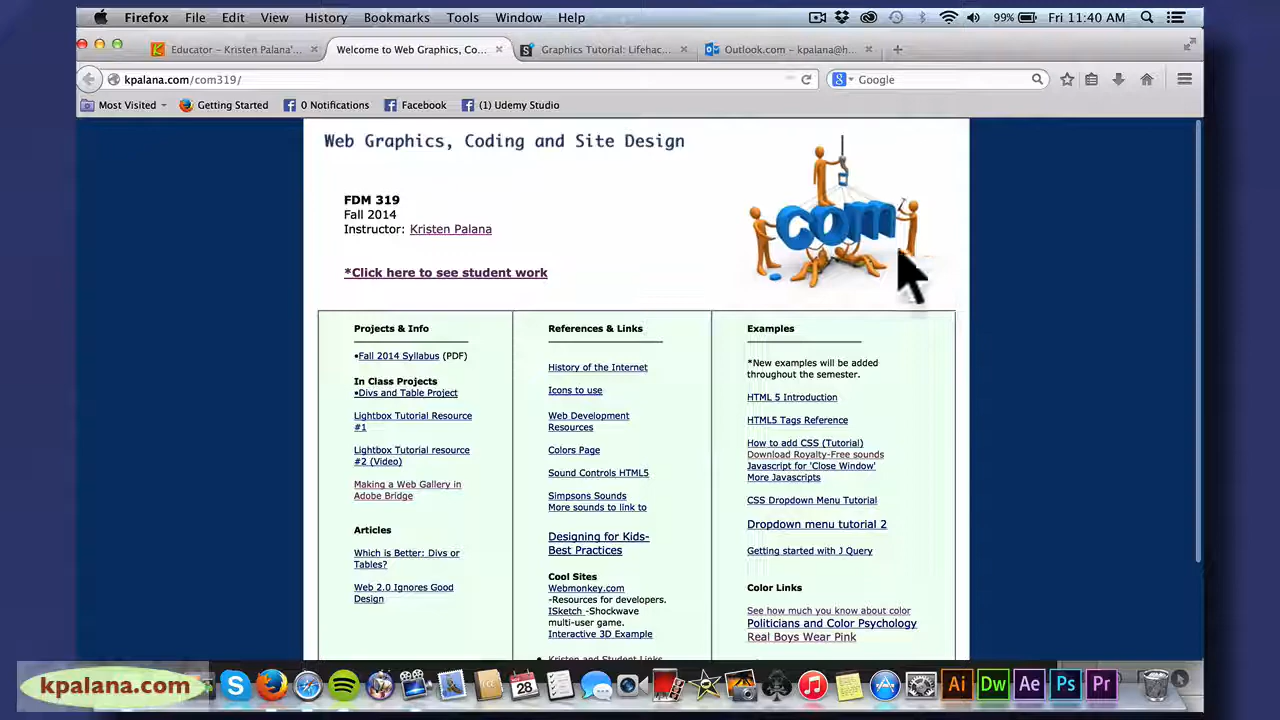 Firefox File Edit View History Bookmarks Tools Window Help 99% Fri 11:40 AM
Educator – Kristen Palana'... Welcome to Web Graphics, Co... Graphics Tutorial: Lifehac... Outlook.com – kpalana@h...
kpalana.com/com319/ Google
Most Visited Getting Started 0 Notifications Facebook (1) Udemy Studio
Web Graphics, Coding and Site Design
com
FDM 319
Fall 2014
Instructor: Kristen Palana
*Click here to see student work
Projects & Info
•Fall 2014 Syllabus (PDF)
In Class Projects
•Divs and Table Project
Lightbox Tutorial Resource
#1
Lightbox Tutorial resource
#2 (Video)
Making a Web Gallery in
Adobe Bridge
Articles
Which is Better: Divs or
Tables?
Web 2.0 Ignores Good
Design
References & Links
History of the Internet
Icons to use
Web Development
Resources
Colors Page
Sound Controls HTML5
Simpsons Sounds
More sounds to link to
Designing for Kids-
Best Practices
Cool Sites
Webmonkey.com
-Resources for developers.
ISketch -Shockwave
multi-user game.
Interactive 3D Example
Kristen and Student Links
Examples
*New examples will be added
throughout the semester.
HTML 5 Introduction
HTML5 Tags Reference
How to add CSS (Tutorial)
Download Royalty-Free sounds
Javascript for 'Close Window'
More Javascripts
CSS Dropdown Menu Tutorial
Dropdown menu tutorial 2
Getting started with J Query
Color Links
See how much you know about color
Politicians and Color Psychology
Real Boys Wear Pink
kpalana.com
28 Ai Dw Ae Ps Pr